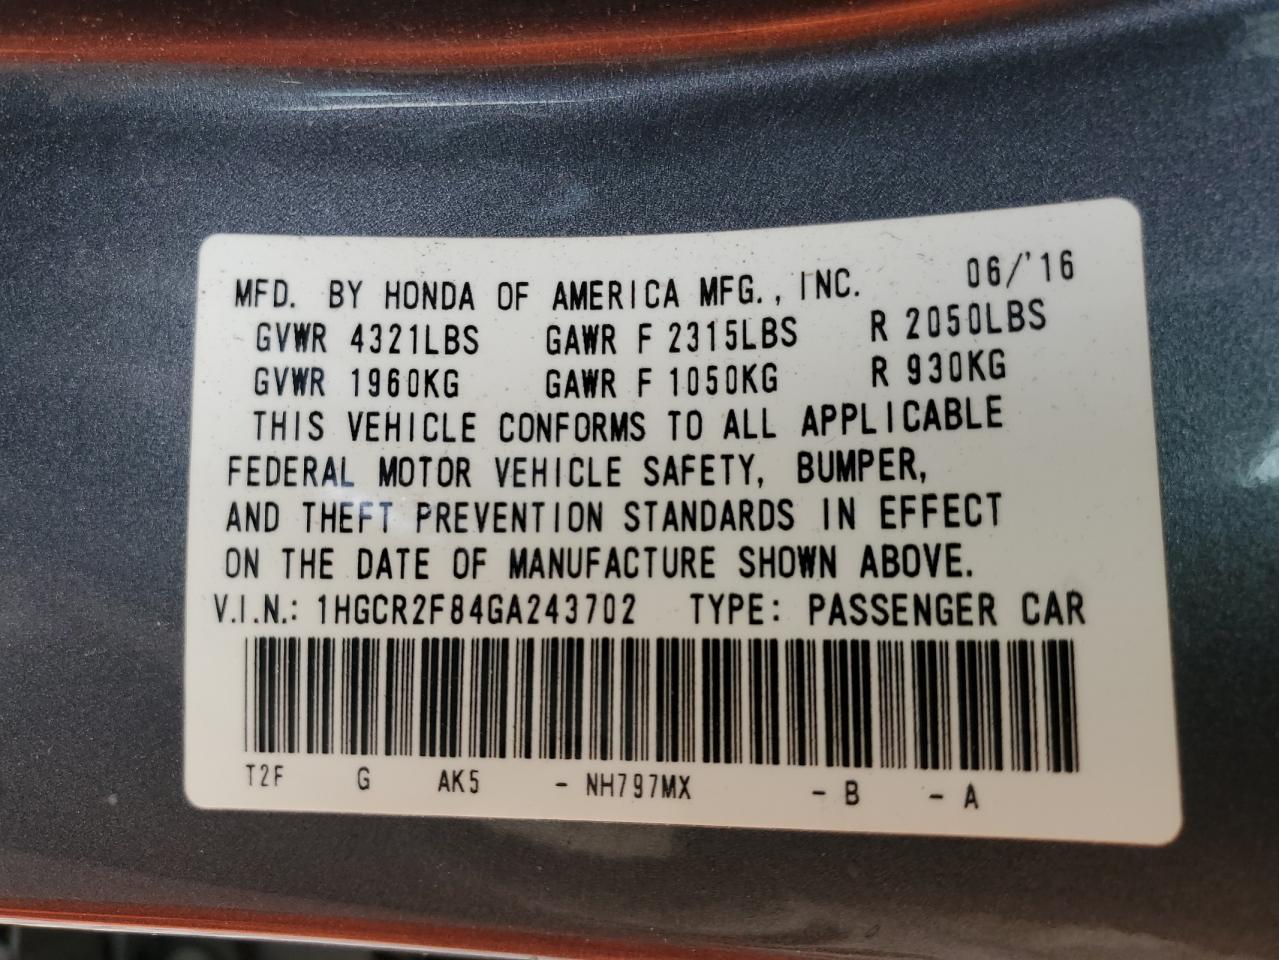 MFD. BY HONDA OF AMERICA MFG., INC. 06/'16
GVWR 4321LBS GAWR F 2315LBS R 2050LBS
GVWR 1960KG GAWR F 1050KG R 930KG
THIS VEHICLE CONFORMS TO ALL APPLICABLE
FEDERAL MOTOR VEHICLE SAFETY, BUMPER,
AND THEFT PREVENTION STANDARDS IN EFFECT
ON THE DATE OF MANUFACTURE SHOWN ABOVE.
V.I.N.: 1HGCR2F84GA243702 TYPE: PASSENGER CAR
T2F G AK5 - NH797MX - B - A